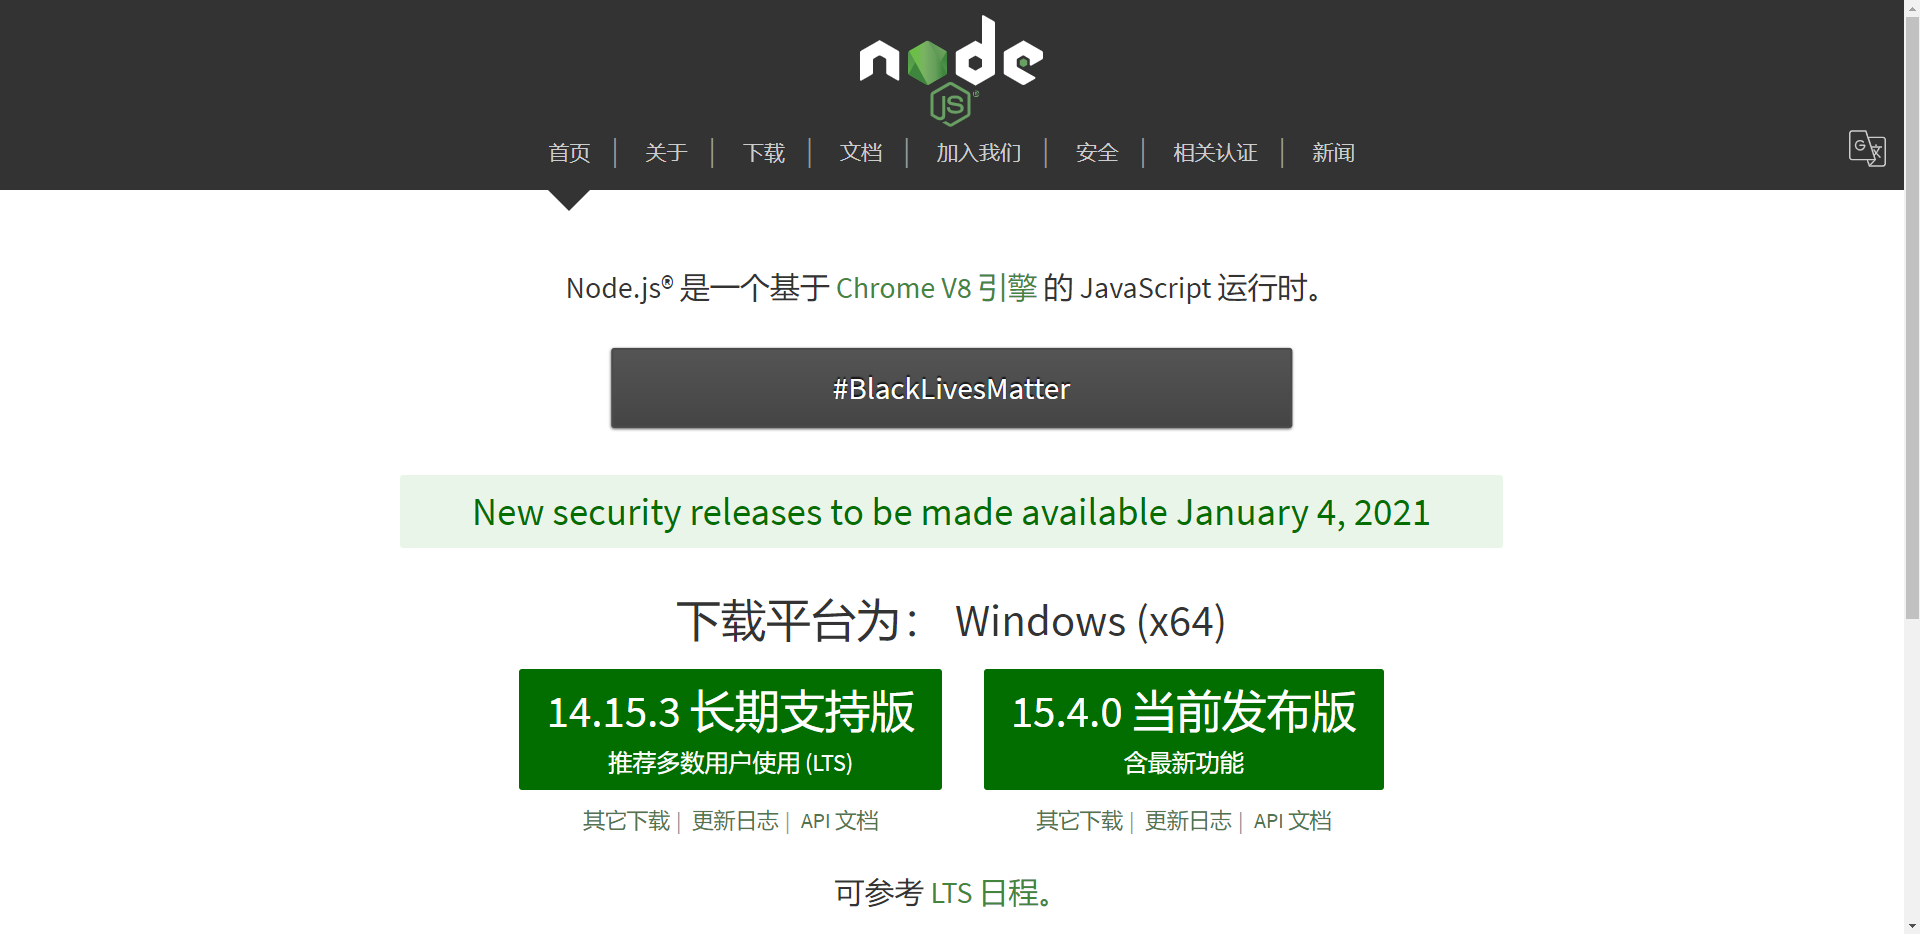 node
JS®
首页 | 关于 | 下载 | 文档 | 加入我们 | 安全 | 相关认证 | 新闻
G 文
Node.js® 是一个基于 Chrome V8 引擎 的 JavaScript 运行时。
#BlackLivesMatter
New security releases to be made available January 4, 2021
下载平台为： Windows (x64)
14.15.3 长期支持版
推荐多数用户使用 (LTS)
其它下载 | 更新日志 | API 文档
15.4.0 当前发布版
含最新功能
其它下载 | 更新日志 | API 文档
可参考 LTS 日程。